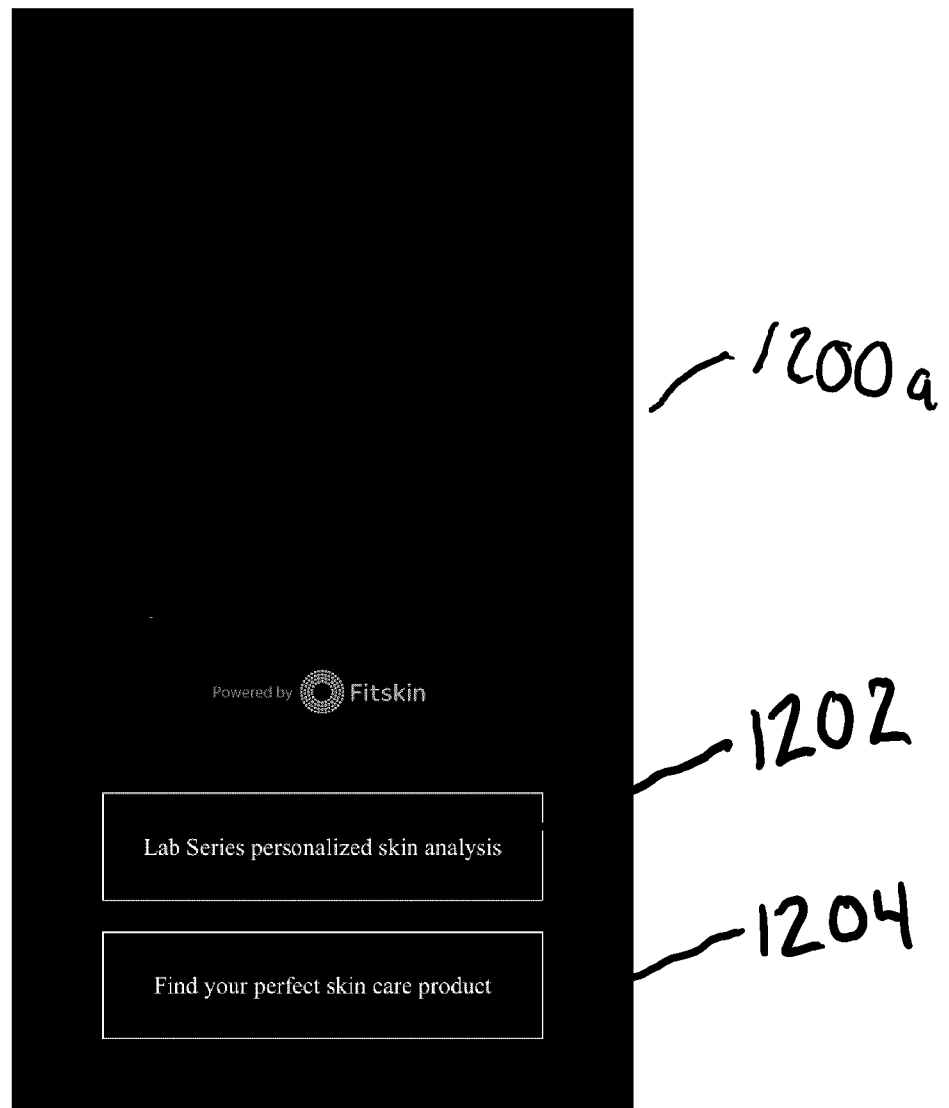 1200a
Powered by Fitskin
1202
Lab Series personalized skin analysis
1204
Find your perfect skin care product